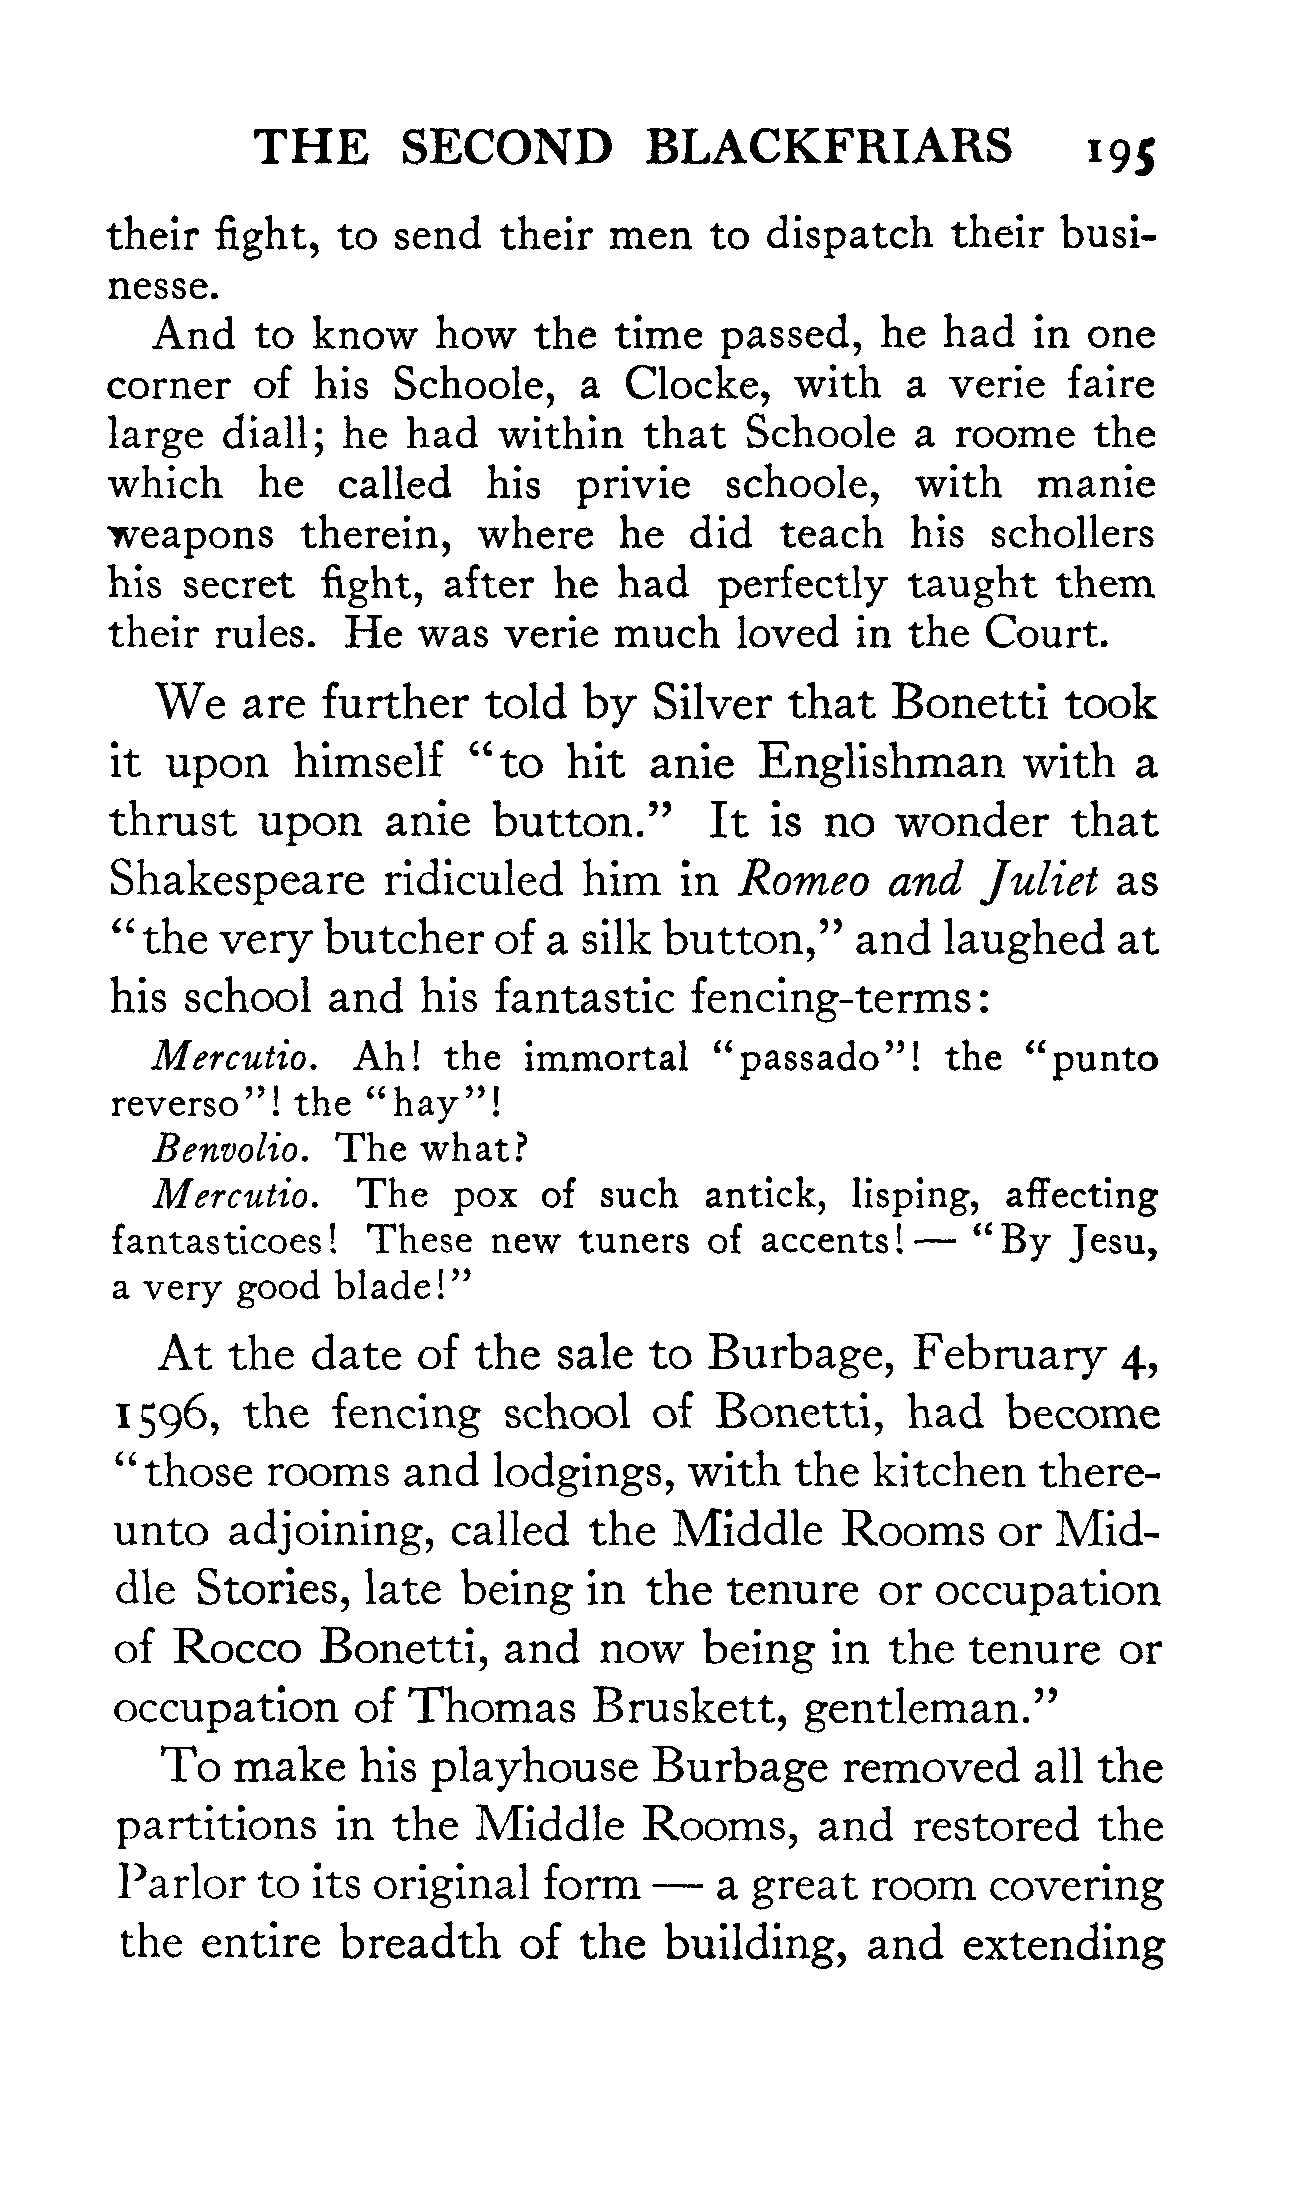 THE SECOND BLACKFRIARS 195
their fight, to send their men to dispatch their busi-
nesse.
And to know how the time passed, he had in one
corner of his Schoole, a Clocke, with a verie faire
large diall; he had within that Schoole a roome the
which he called his privie schoole, with manie
weapons therein, where he did teach his schollers
his secret fight, after he had perfectly taught them
their rules. He was verie much loved in the Court.
We are further told by Silver that Bonetti took
it upon himself "to hit anie Englishman with a
thrust upon anie button." It is no wonder that
Shakespeare ridiculed him in Romeo and Juliet as
"the very butcher of a silk button," and laughed at
his school and his fantastic fencing-terms:
Mercutio. Ah! the immortal "passado"! the "punto
reverso"! the "hay"!
Benvolio. The what?
Mercutio. The pox of such antick, lisping, affecting
fantasticoes! These new tuners of accents! — "By Jesu,
a very good blade!"
At the date of the sale to Burbage, February 4,
1596, the fencing school of Bonetti, had become
"those rooms and lodgings, with the kitchen there-
unto adjoining, called the Middle Rooms or Mid-
dle Stories, late being in the tenure or occupation
of Rocco Bonetti, and now being in the tenure or
occupation of Thomas Bruskett, gentleman."
To make his playhouse Burbage removed all the
partitions in the Middle Rooms, and restored the
Parlor to its original form — a great room covering
the entire breadth of the building, and extending